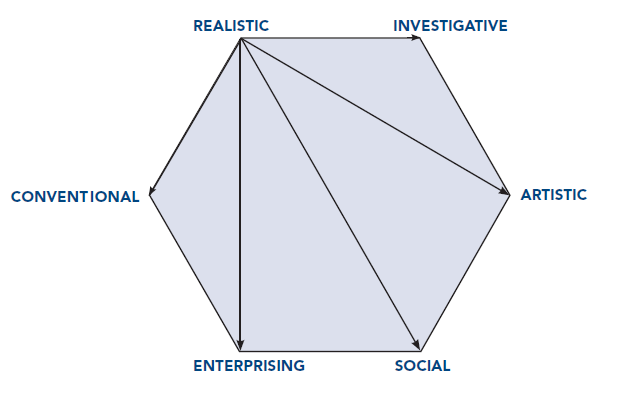 REALISTIC
INVESTIGATIVE
CONVENTIONAL
ARTISTIC
ENTERPRISING
SOCIAL